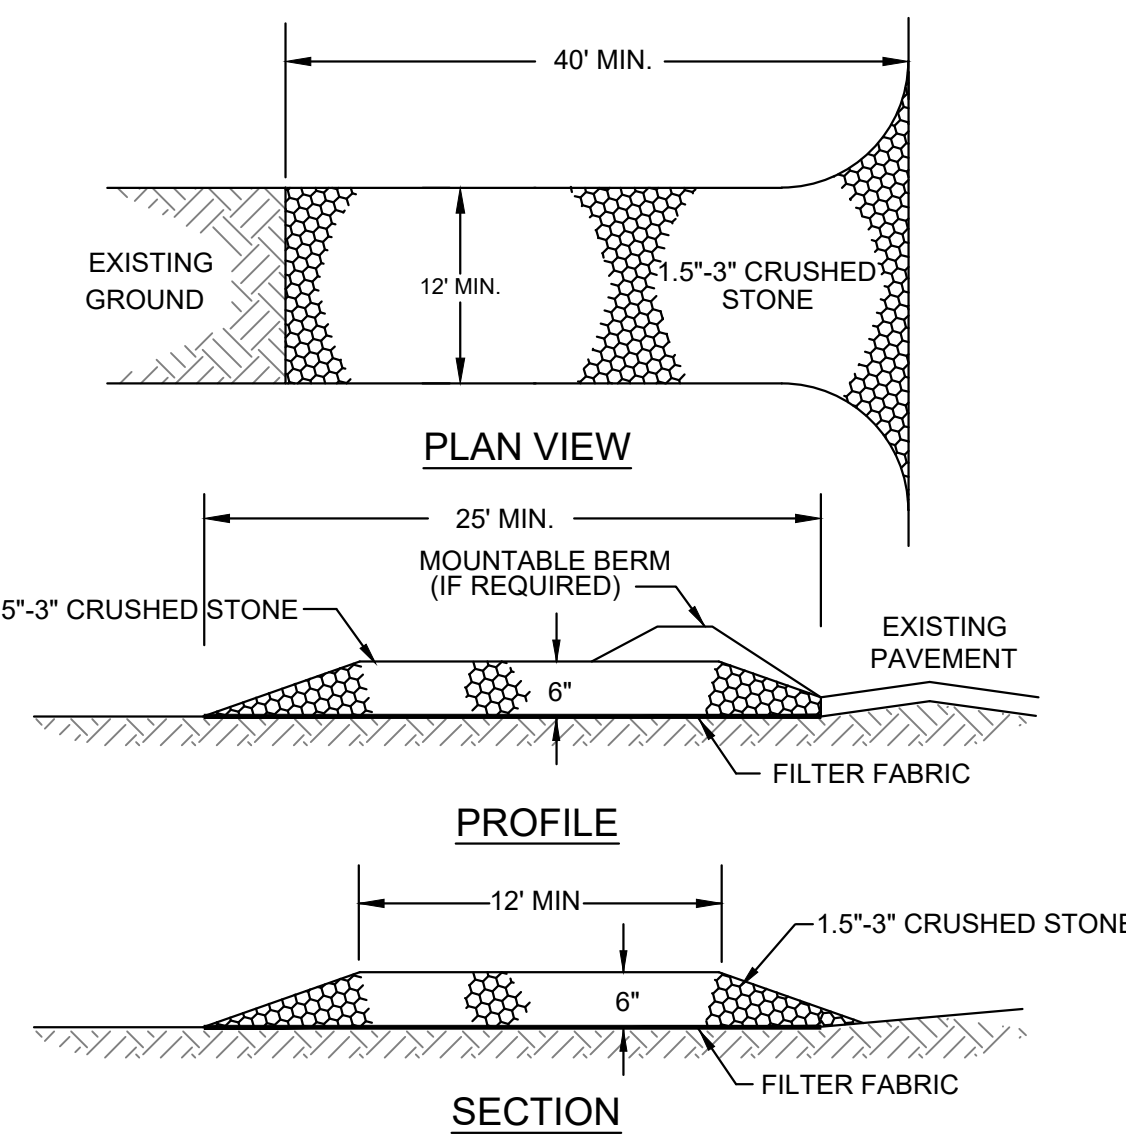 40' MIN.
EXISTING
GROUND
12' MIN.
1.5"-3" CRUSHED
STONE
PLAN VIEW
25' MIN.
MOUNTABLE BERM
(IF REQUIRED)
5"-3" CRUSHED STONE
EXISTING
PAVEMENT
6"
FILTER FABRIC
PROFILE
12' MIN
1.5"-3" CRUSHED STONE
6"
FILTER FABRIC
SECTION